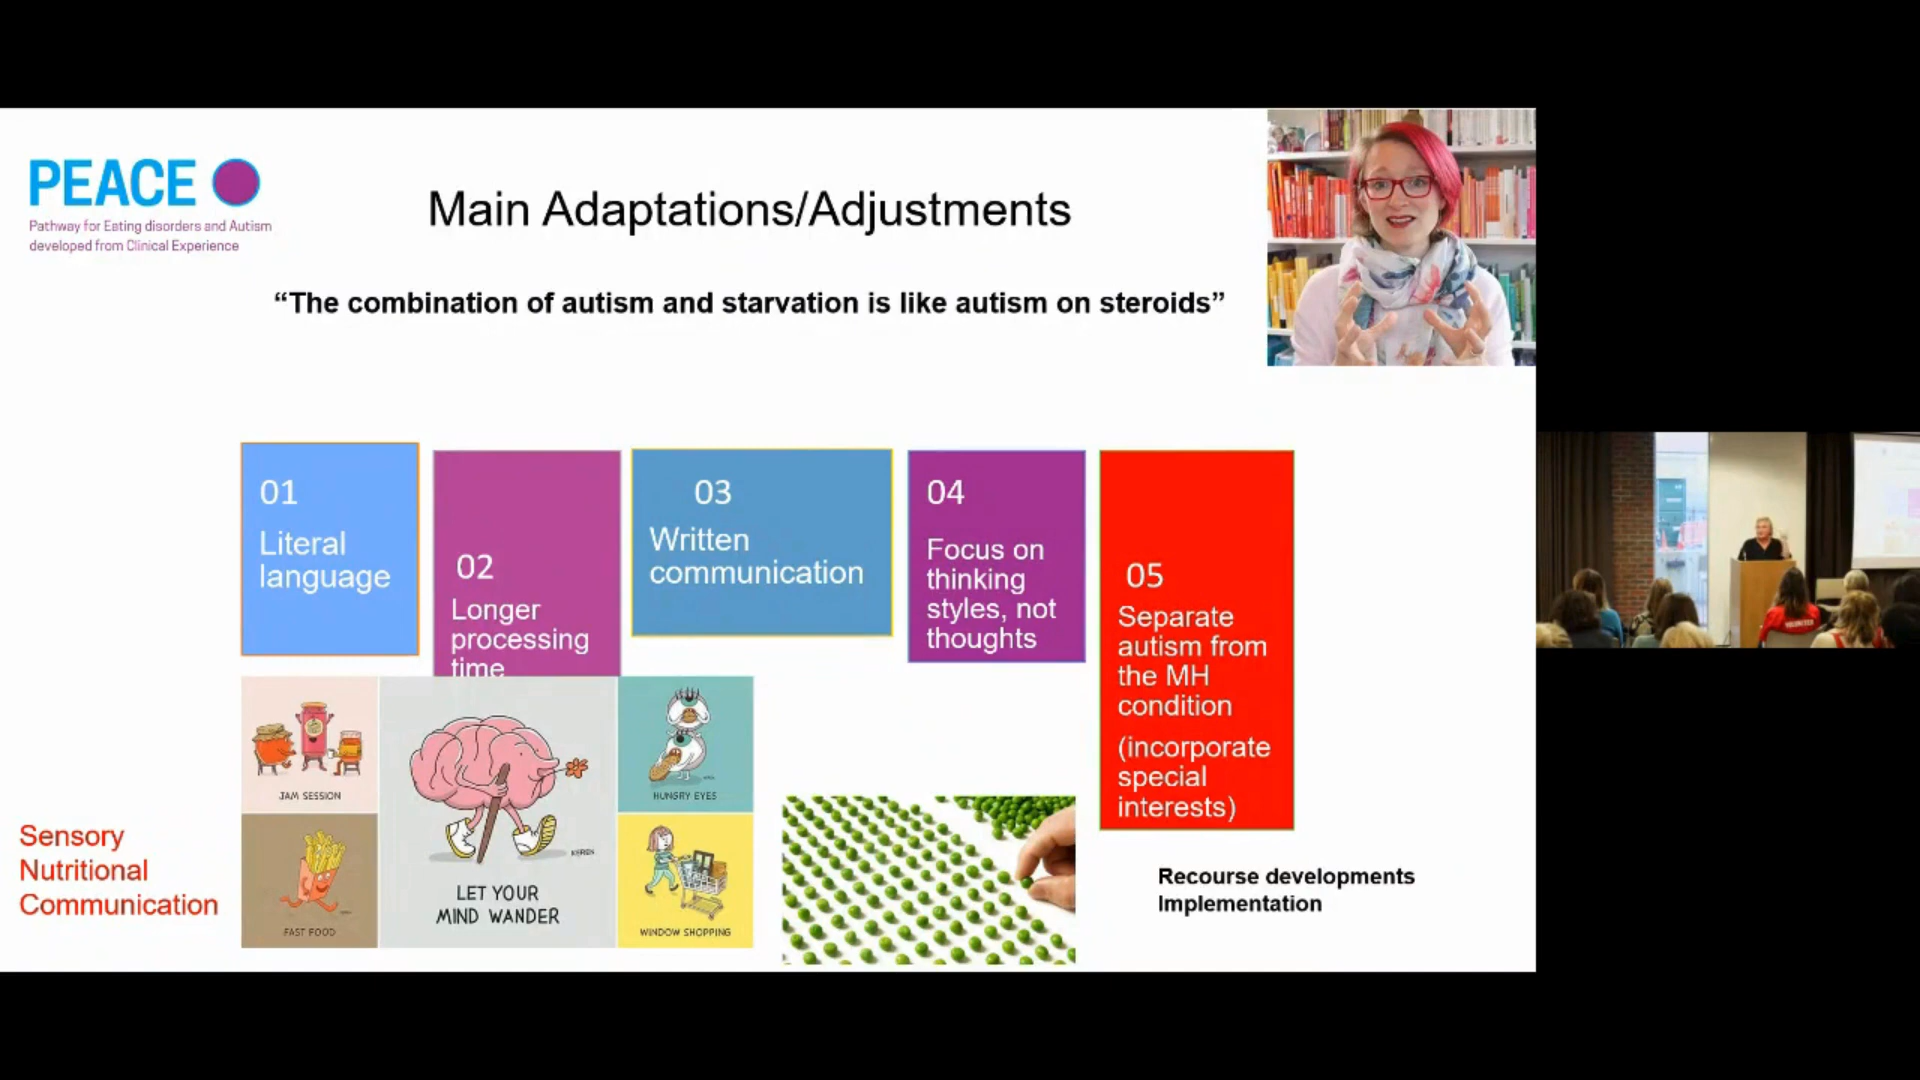 PEACE
Pathway for Eating disorders and Autism
developed from Clinical Experience
Main Adaptations/Adjustments
“The combination of autism and starvation is like autism on steroids”
01
Literal
language
02
Longer
processing
time
03
Written
communication
04
Focus on
thinking
styles, not
thoughts
05
Separate
autism from
the MH
condition
(incorporate
special
interests)
JAM SESSION
FAST FOOD
LET YOUR
MIND WANDER
HUNGRY EYES
WINDOW SHOPPING
Sensory
Nutritional
Communication
Recourse developments
Implementation
VOLUNTEER